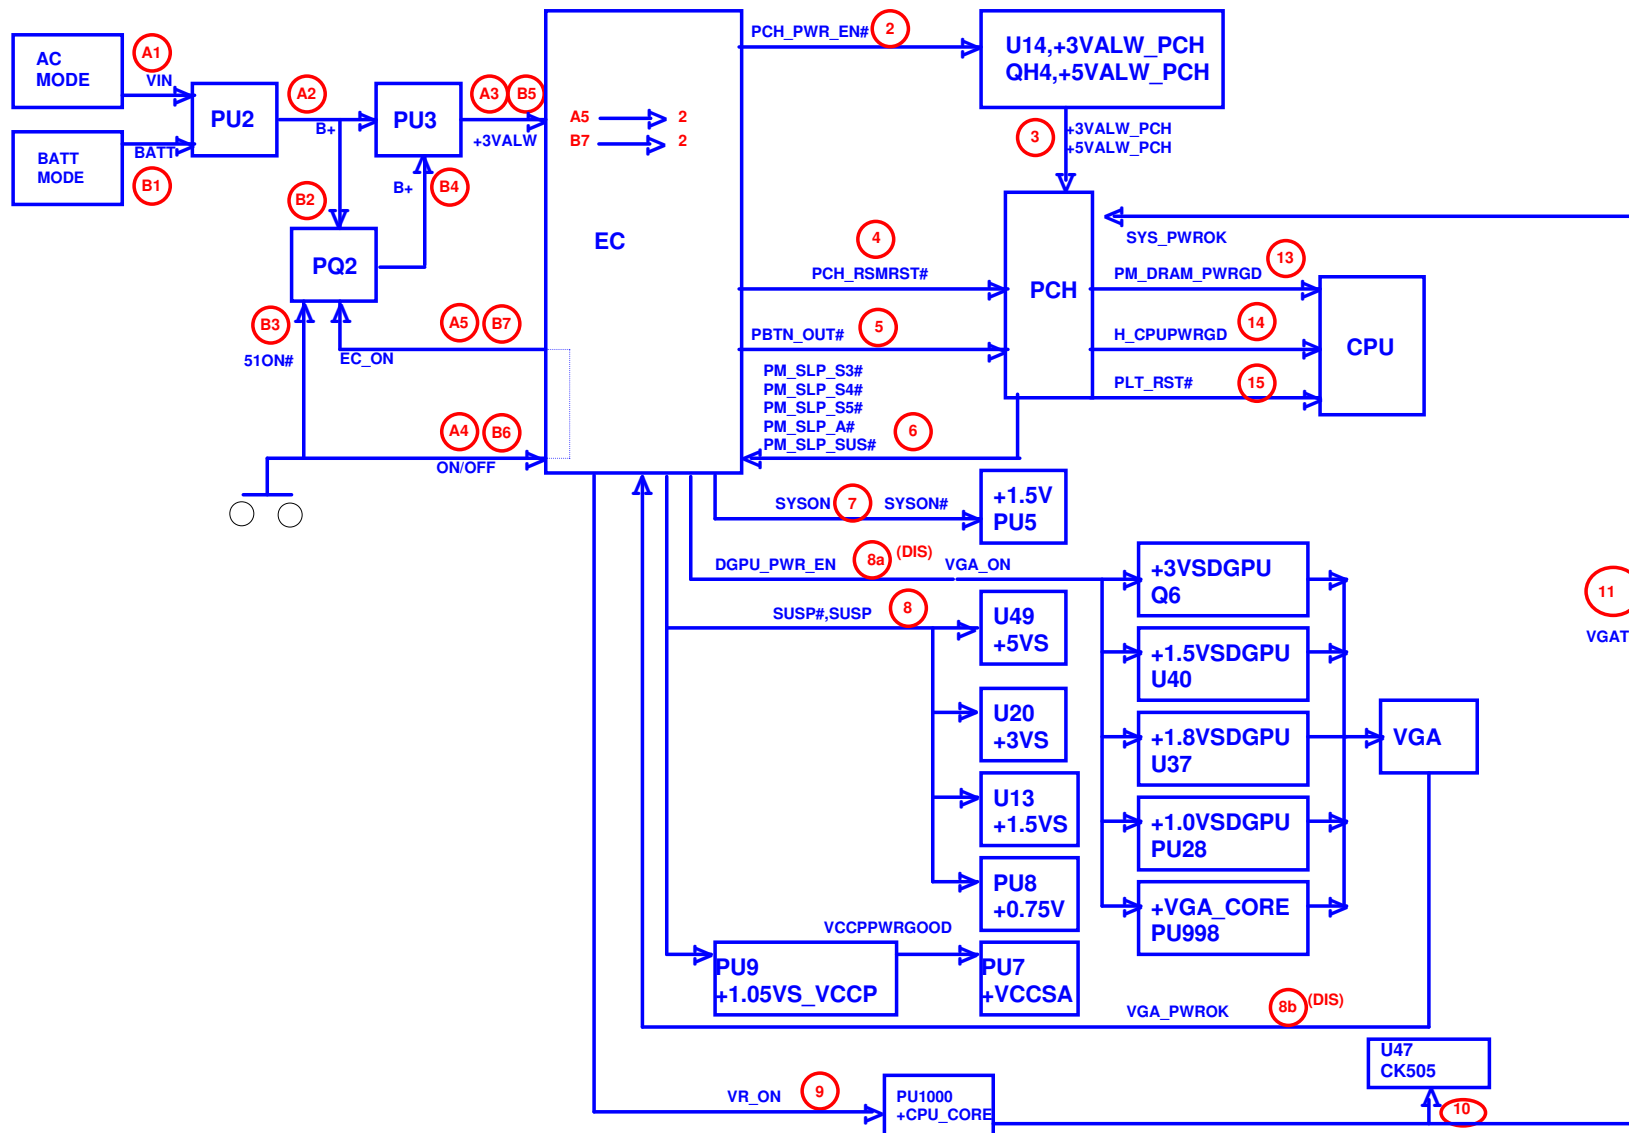 AC
MODE
A1
VIN
BATT
MODE
BATT
B1
PU2
A2
B+
PU3
A3
B5
+3VALW
B2
B+
B4
PQ2
B3
51ON#
A5
B7
EC_ON
A4
B6
ON/OFF
A5
2
B7
2
EC
PCH_PWR_EN#
2
U14,+3VALW_PCH
QH4,+5VALW_PCH
3
+3VALW_PCH
+5VALW_PCH
4
PCH_RSMRST#
PCH
PBTN_OUT#
5
PM_SLP_S3#
PM_SLP_S4#
PM_SLP_S5#
PM_SLP_A#
PM_SLP_SUS#
6
SYS_PWROK
PM_DRAM_PWRGD
13
H_CPUPWRGD
14
PLT_RST#
15
CPU
SYSON
7
SYSON#
+1.5V
PU5
DGPU_PWR_EN
8a
(DIS)
VGA_ON
+3VSDGPU
Q6
11
VGAT
SUSP#,SUSP
8
U49
+5VS
+1.5VSDGPU
U40
U20
+3VS
+1.8VSDGPU
U37
VGA
U13
+1.5VS
+1.0VSDGPU
PU28
PU8
+0.75V
+VGA_CORE
PU998
VCCPPWRGOOD
PU9
+1.05VS_VCCP
PU7
+VCCSA
VGA_PWROK
8b
(DIS)
U47
CK505
VR_ON
9
PU1000
+CPU_CORE
10